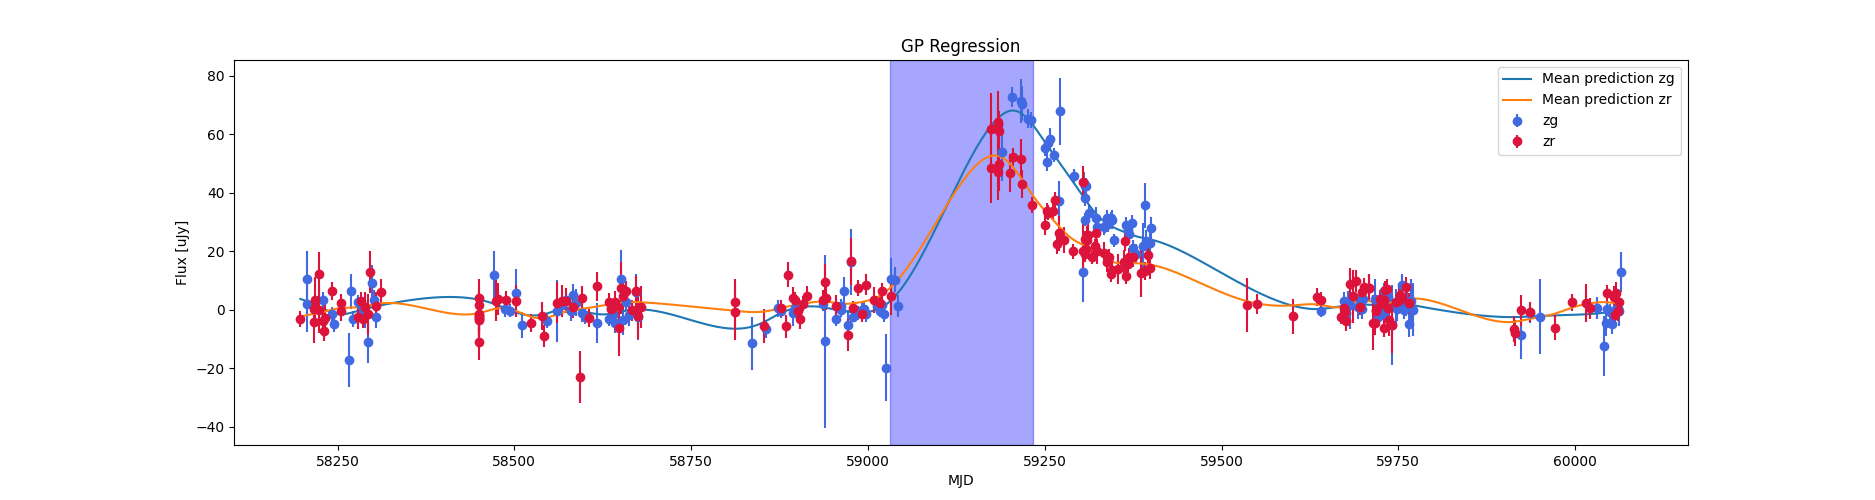 GP Regression
Flux [uJy]
80
60
40
20
0
−20
−40
Mean prediction zg
Mean prediction zr
zg
zr
58250
58500
58750
59000
59250
59500
59750
60000
MJD